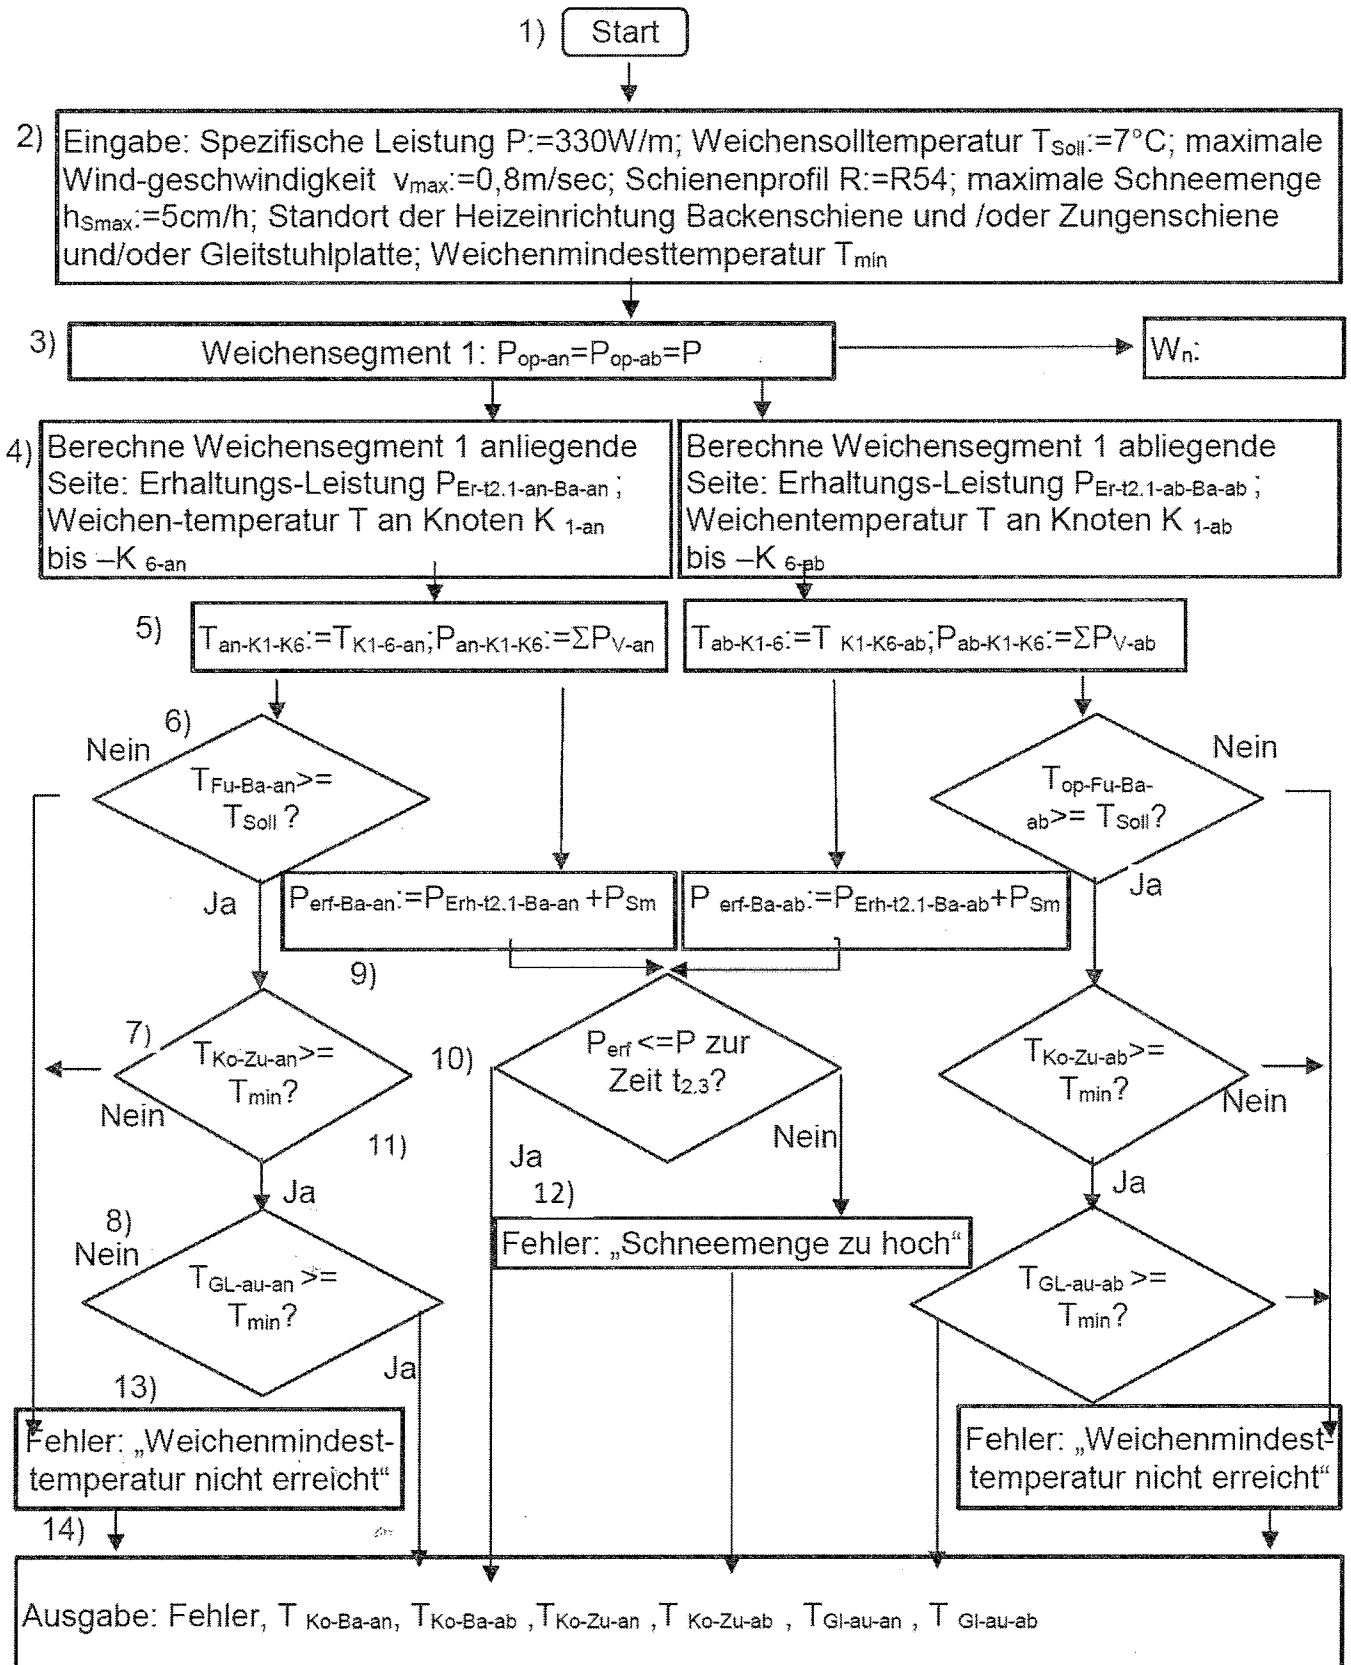 1) Start
2) Eingabe: Spezifische Leistung P:=330W/m; Weichensolltemperatur TSoll:=7°C; maximale
Wind-geschwindigkeit vmax:=0,8m/sec; Schienenprofil R:=R54; maximale Schneemenge
hSmax:=5cm/h; Standort der Heizeinrichtung Backenschiene und /oder Zungenschiene
und/oder Gleitstuhlplatte; Weichenmindesttemperatur Tmin
3) Weichensegment 1: Pop-an=Pop-ab=P
Wn:
4) Berechne Weichensegment 1 anliegende
Seite: Erhaltungs-Leistung PEr-t2.1-an-Ba-an ;
Weichen-temperatur T an Knoten K 1-an
bis –K 6-an
Berechne Weichensegment 1 abliegende
Seite: Erhaltungs-Leistung PEr-t2.1-ab-Ba-ab ;
Weichentemperatur T an Knoten K 1-ab
bis –K 6-ab
5) Tan-K1-K6:=TK1-6-an;Pan-K1-K6:=ΣPV-an
Tab-K1-6:=T K1-K6-ab;Pab-K1-K6:=ΣPV-ab
6)
Nein
TFu-Ba-an>=
TSoll ?
Ja
Nein
Top-Fu-Ba-
ab>= TSoll?
Ja
Perf-Ba-an:=PErh-t2.1-Ba-an +PSm
P erf-Ba-ab:=PErh-t2.1-Ba-ab+PSm
9)
7)
TKo-Zu-an>=
Tmin?
Nein
Ja
10)
Perf <=P zur
Zeit t2.3?
Ja
Nein
TKo-Zu-ab>=
Tmin?
Nein
Ja
11)
12)
Fehler: „Schneemenge zu hoch“
8)
Nein
TGL-au-an >=
Tmin?
Ja
TGL-au-ab >=
Tmin?
13)
Fehler: „Weichenmindest-
temperatur nicht erreicht“
Fehler: „Weichenmindest-
temperatur nicht erreicht“
14)
Ausgabe: Fehler, T Ko-Ba-an, TKo-Ba-ab ,TKo-Zu-an ,T Ko-Zu-ab , TGl-au-an , T Gl-au-ab